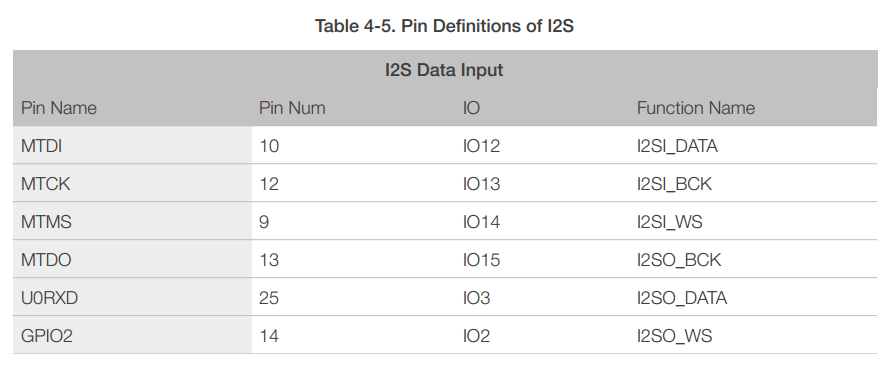 Table 4-5. Pin Definitions of I2S
I2S Data Input
Pin Name Pin Num IO Function Name
MTDI 10 IO12 I2SI_DATA
MTCK 12 IO13 I2SI_BCK
MTMS 9 IO14 I2SI_WS
MTDO 13 IO15 I2SO_BCK
U0RXD 25 IO3 I2SO_DATA
GPIO2 14 IO2 I2SO_WS